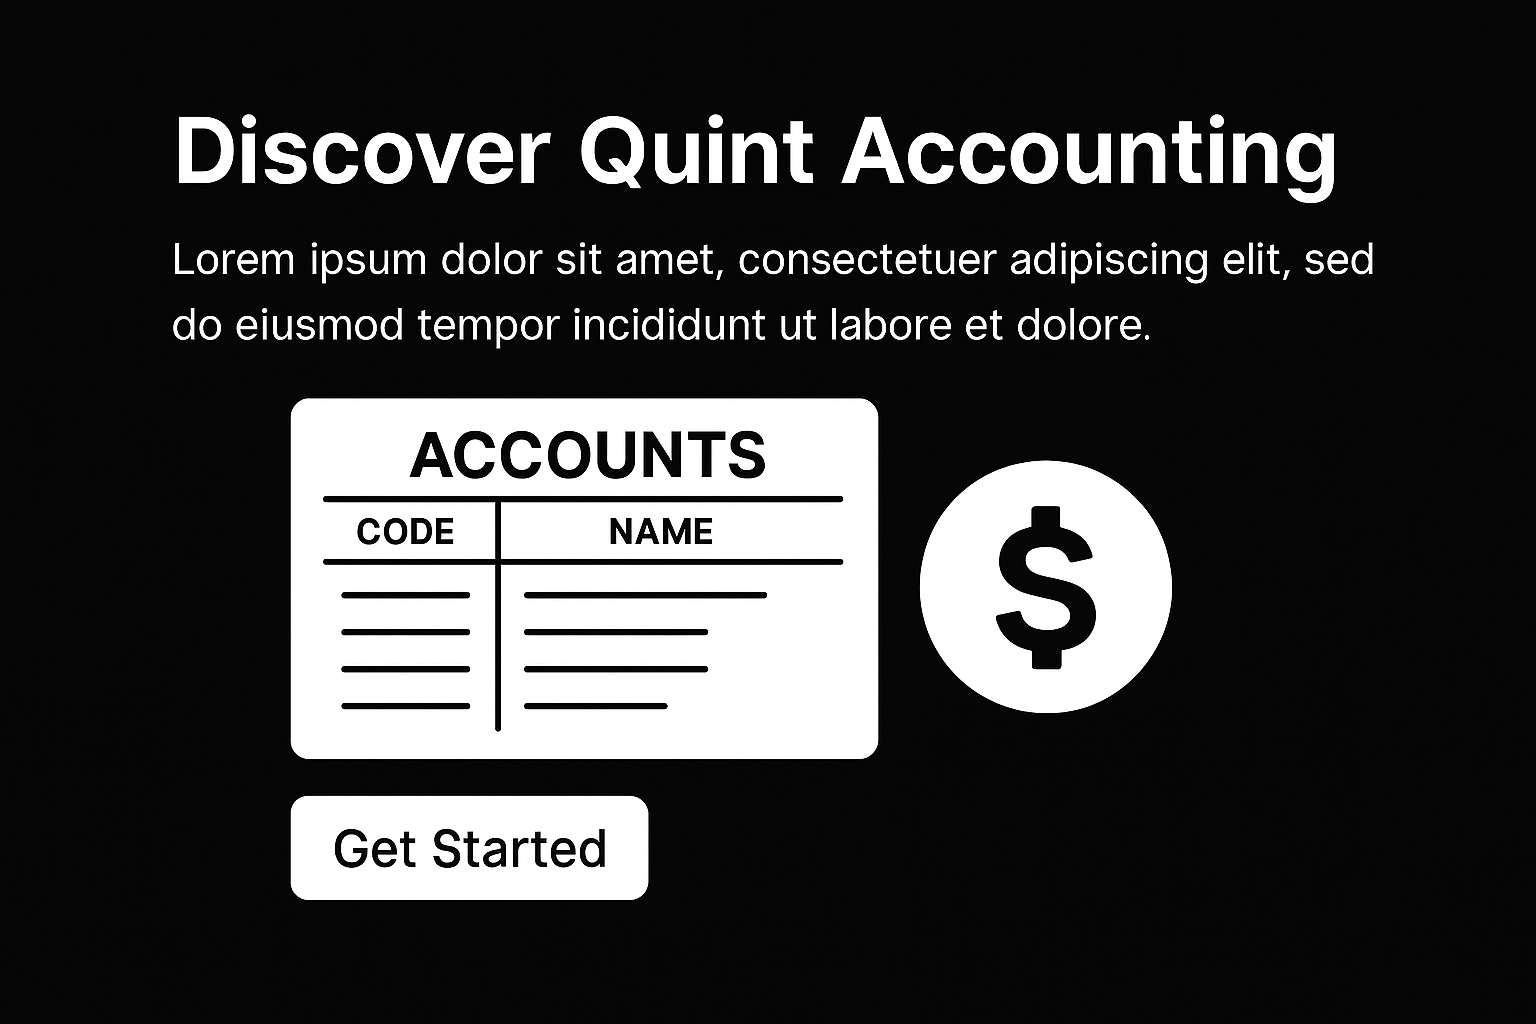 Discover Quint Accounting
Lorem ipsum dolor sit amet, consectetuer adipiscing elit, sed
do eiusmod tempor incididunt ut labore et dolore.
ACCOUNTS
CODE NAME
$
Get Started